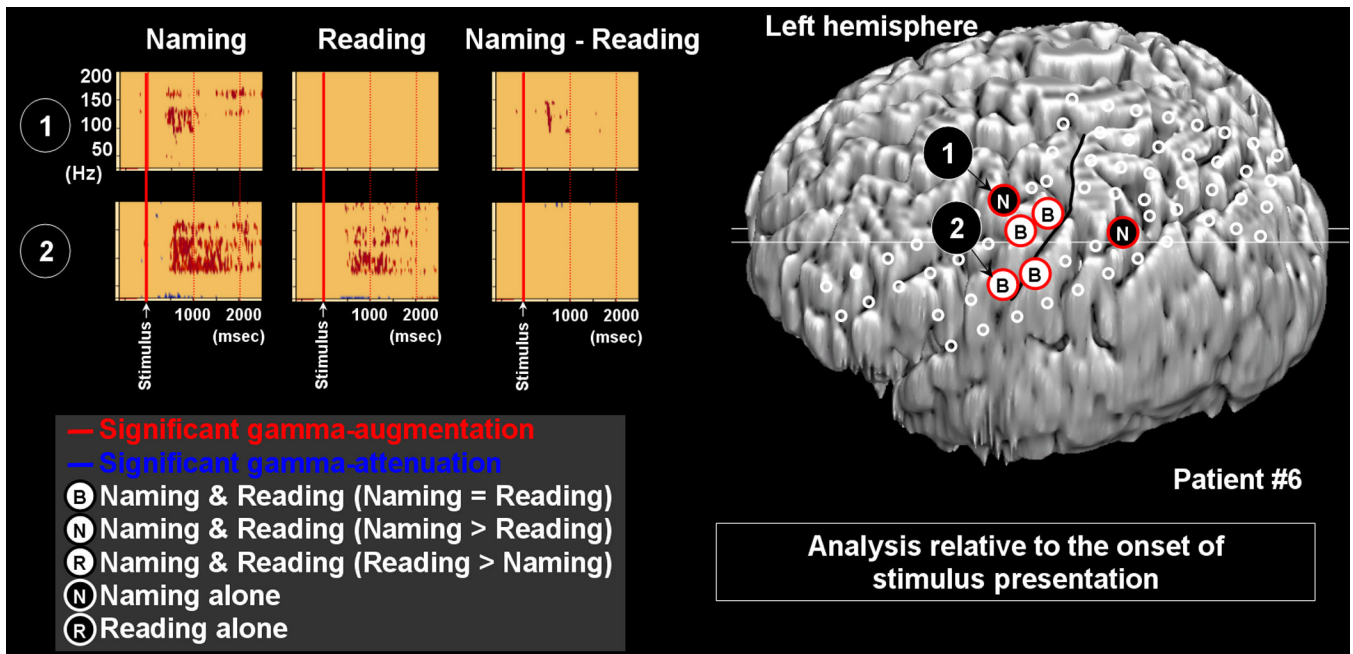 Naming
Reading
Naming - Reading
1
200
150
100
50
(Hz)
2
1000
2000
(msec)
Stimulus →
1000
2000
(msec)
Stimulus →
1000
2000
(msec)
Stimulus →
Significant gamma-augmentation
Significant gamma-attenuation
B Naming & Reading (Naming = Reading)
N Naming & Reading (Naming > Reading)
R Naming & Reading (Reading > Naming)
N Naming alone
R Reading alone
Left hemisphere
1
N
B
2
B
N
B
B
Patient #6
Analysis relative to the onset of
stimulus presentation